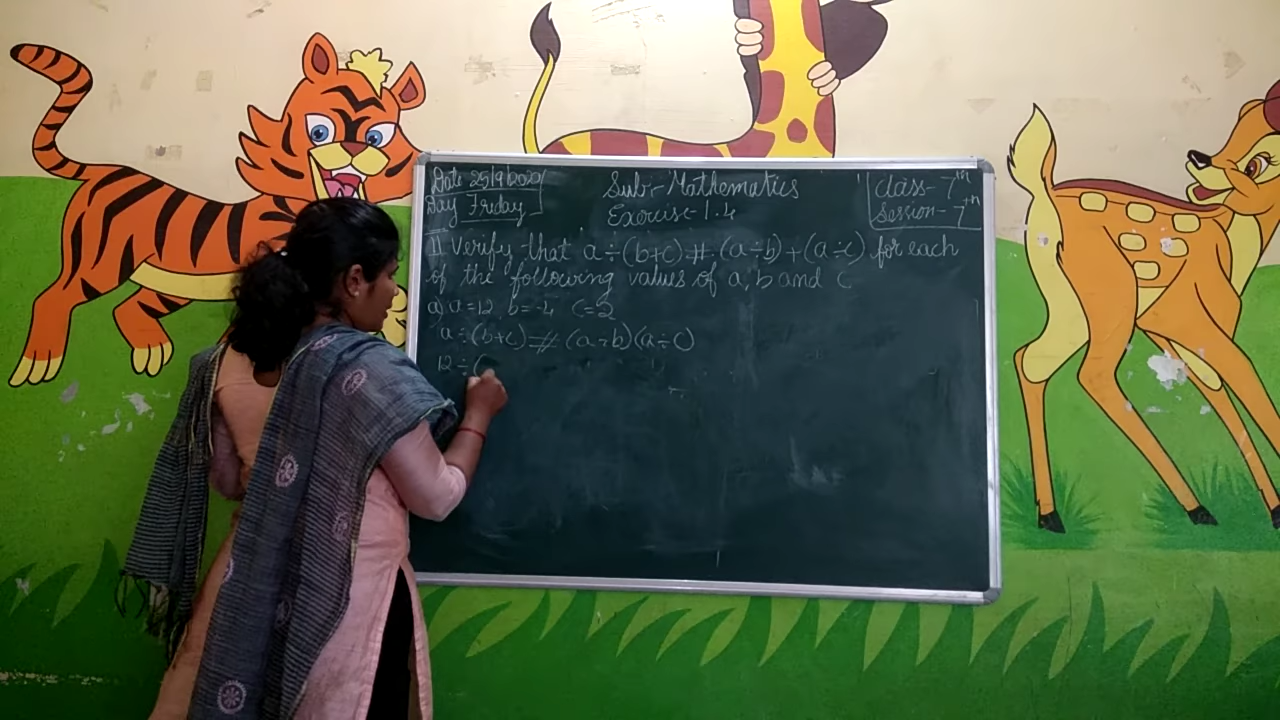 Date 25/9/2020
Day Friday
Sub:- Mathematics
Exercise-1.4
class- 7th
Session- 7th
II Verify that a÷(b+c) ≠ (a÷b)+(a÷c) for each
of the following values of a, b and c
a) a=12 b=-4 c=2
a÷(b+c) ≠ (a÷b)(a÷c)
12÷(